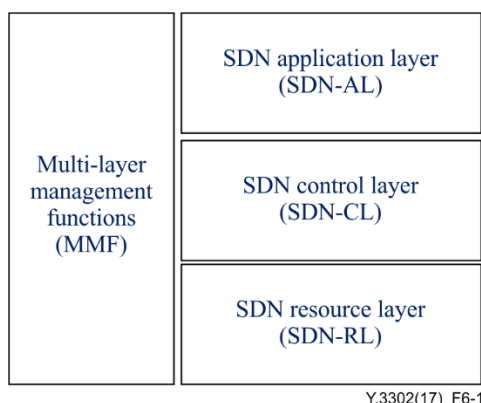 SDN application layer
(SDN-AL)
Multi-layer
management
functions
(MMF)
SDN control layer
(SDN-CL)
SDN resource layer
(SDN-RL)
Y.3302(17)_F6-1